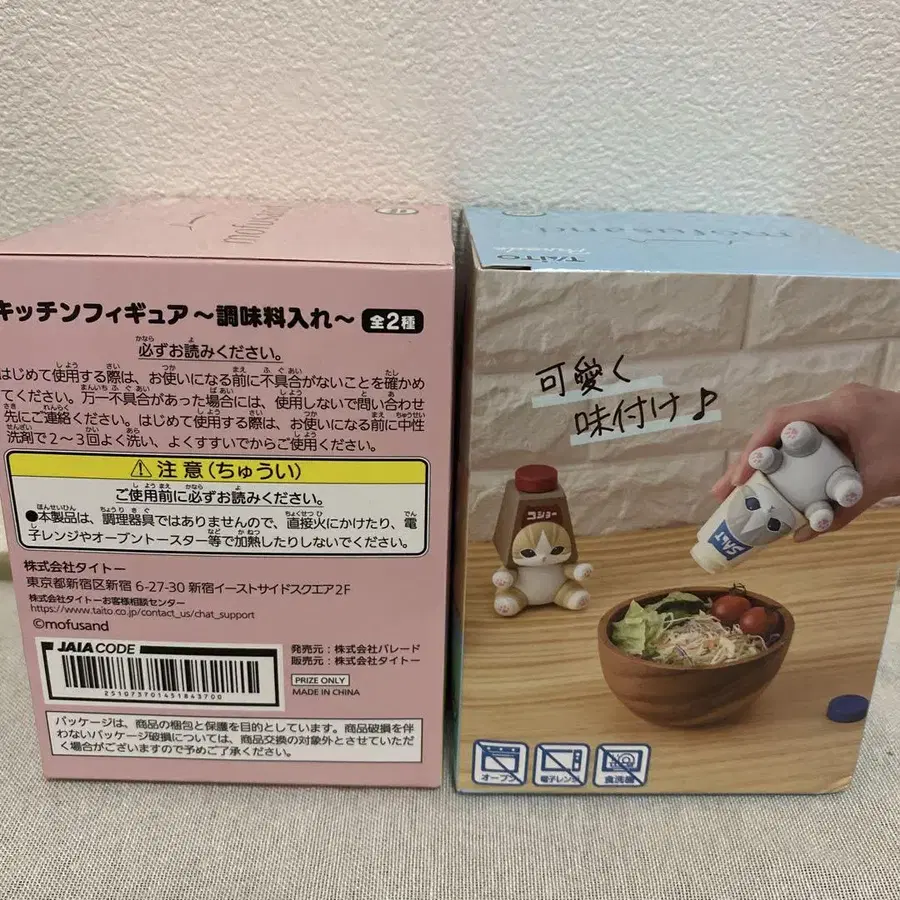 mofusand
キッチンフィギュア〜調味料入れ〜 全2種
必ずお読みください。
はじめて使用する際は、お使いになる前に不具合がないことを確かめ
てください。万一不具合があった場合には、使用しないで問い合わせ
先にご連絡ください。はじめて使用する際は、お使いになる前に中性
洗剤で2〜3回よく洗い、よくすすいでからご使用ください。
⚠注意(ちゅうい)
ご使用前に必ずお読みください。
●本製品は、調理器具ではありませんので、直接火にかけたり、電
子レンジやオーブントースター等で加熱したりしないでください。
株式会社タイトー
東京都新宿区新宿 6-27-30 新宿イーストサイドスクエア2F
株式会社タイトーお客様相談センター
https://www.taito.co.jp/contact_us/chat_support
©mofusand
JAIA CODE
251073701451843700
発売元:株式会社パレード
販売元:株式会社タイトー
PRIZE ONLY
MADE IN CHINA
パッケージは、商品の梱包と保護を目的としています。商品破損を伴
わないパッケージ破損については、商品交換の対象外とさせていただ
く場合がございますので予めご了承ください。
mofusand
TAITO
可愛く
味付け♪
コショー
SALT
オーブン
電子レンジ
食洗機